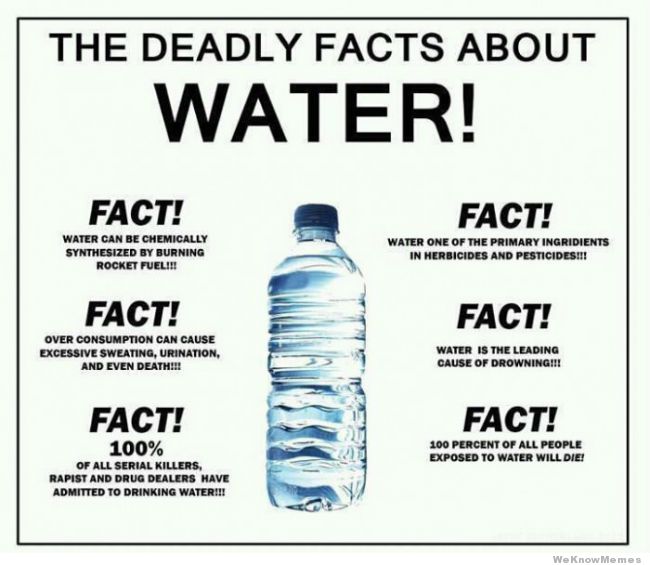 THE DEADLY FACTS ABOUT
WATER!
FACT!
WATER CAN BE CHEMICALLY
SYNTHESIZED BY BURNING
ROCKET FUEL!!!
FACT!
OVER CONSUMPTION CAN CAUSE
EXCESSIVE SWEATING, URINATION,
AND EVEN DEATH!!!
FACT!
100%
OF ALL SERIAL KILLERS,
RAPIST AND DRUG DEALERS HAVE
ADMITTED TO DRINKING WATER!!!
FACT!
WATER ONE OF THE PRIMARY INGRIDIENTS
IN HERBICIDES AND PESTICIDES!!!
FACT!
WATER IS THE LEADING
CAUSE OF DROWNING!!!
FACT!
100 PERCENT OF ALL PEOPLE
EXPOSED TO WATER WILL DIE!
WeKnowMemes